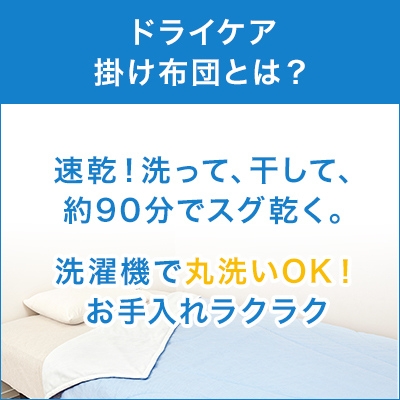 ドライケア
掛け布団とは？
速乾！洗って、干して、
約90分でスグ乾く。
洗濯機で丸洗いOK！
お手入れラクラク